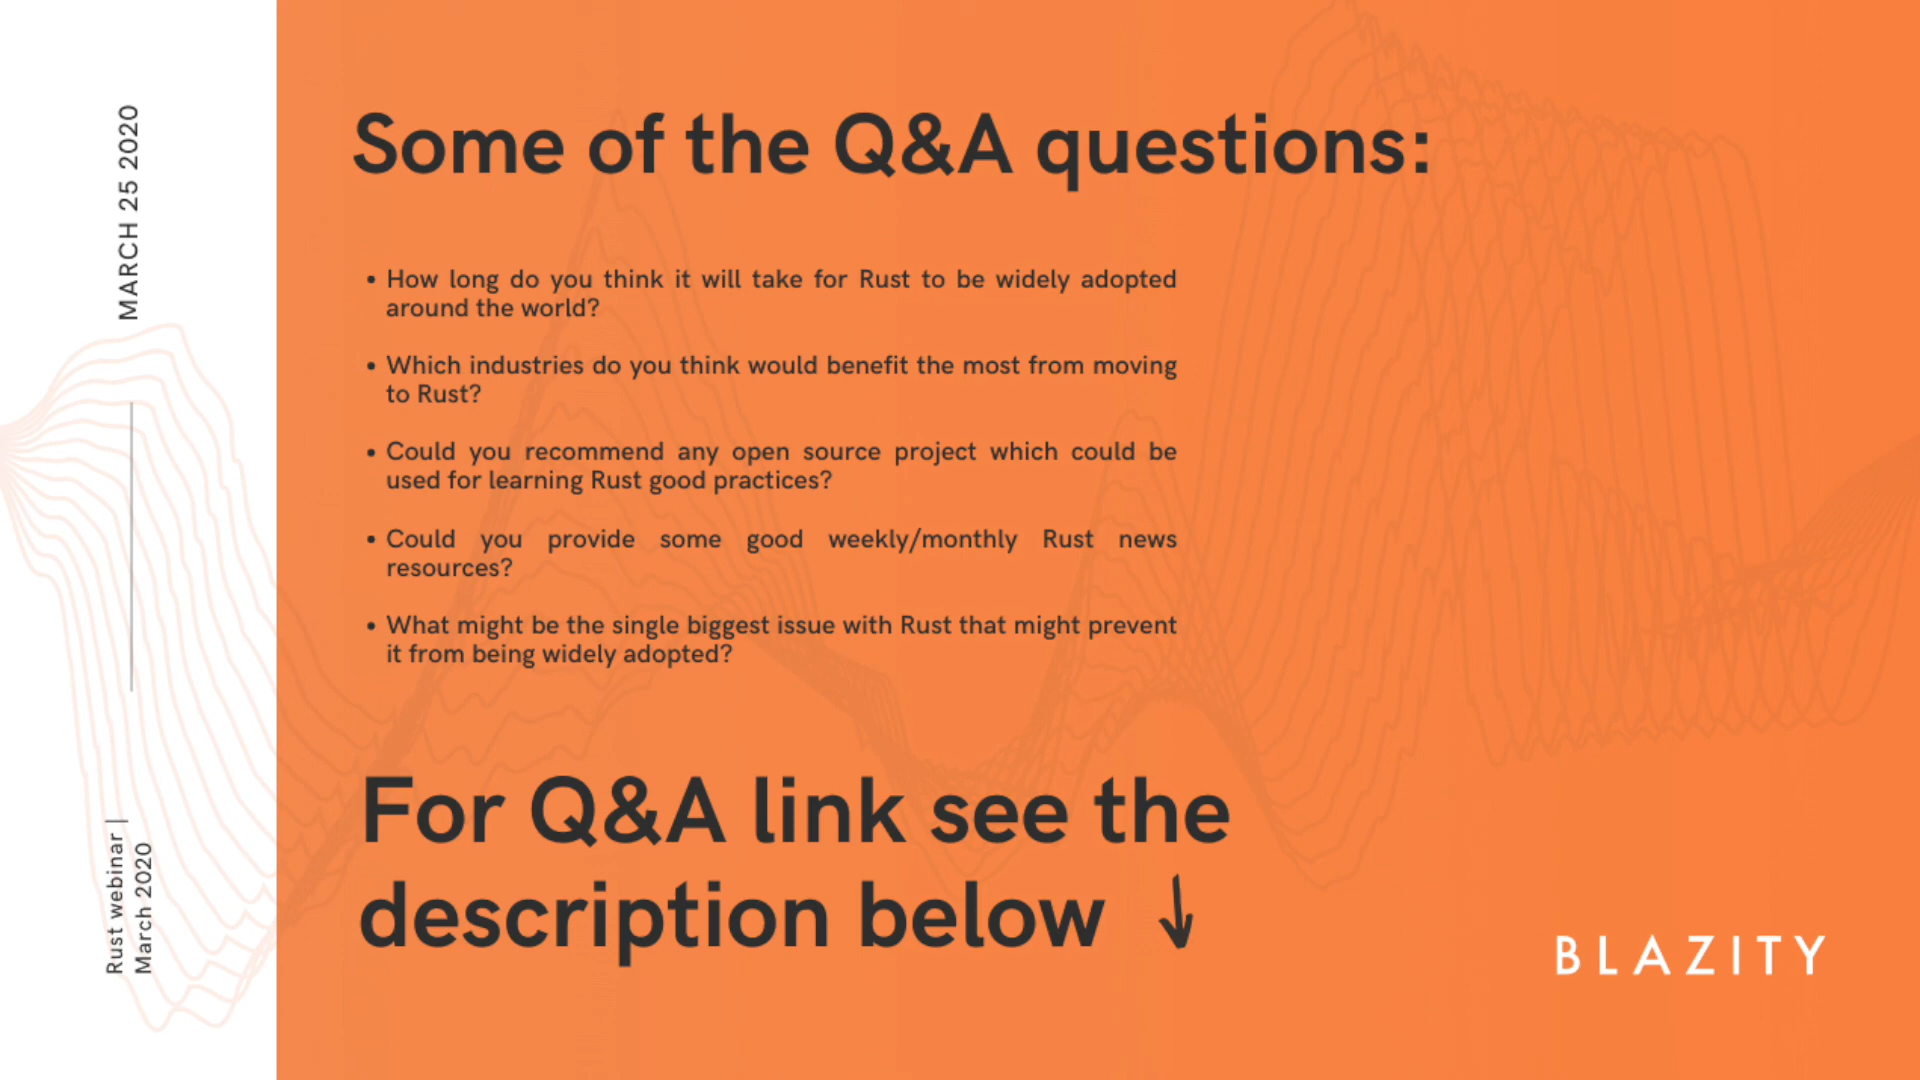 MARCH 25 2020
Rust webinar |
March 2020
Some of the Q&A questions:
• How long do you think it will take for Rust to be widely adopted
around the world?
• Which industries do you think would benefit the most from moving
to Rust?
• Could you recommend any open source project which could be
used for learning Rust good practices?
• Could you provide some good weekly/monthly Rust news
resources?
• What might be the single biggest issue with Rust that might prevent
it from being widely adopted?
For Q&A link see the
description below ↓
BLAZITY